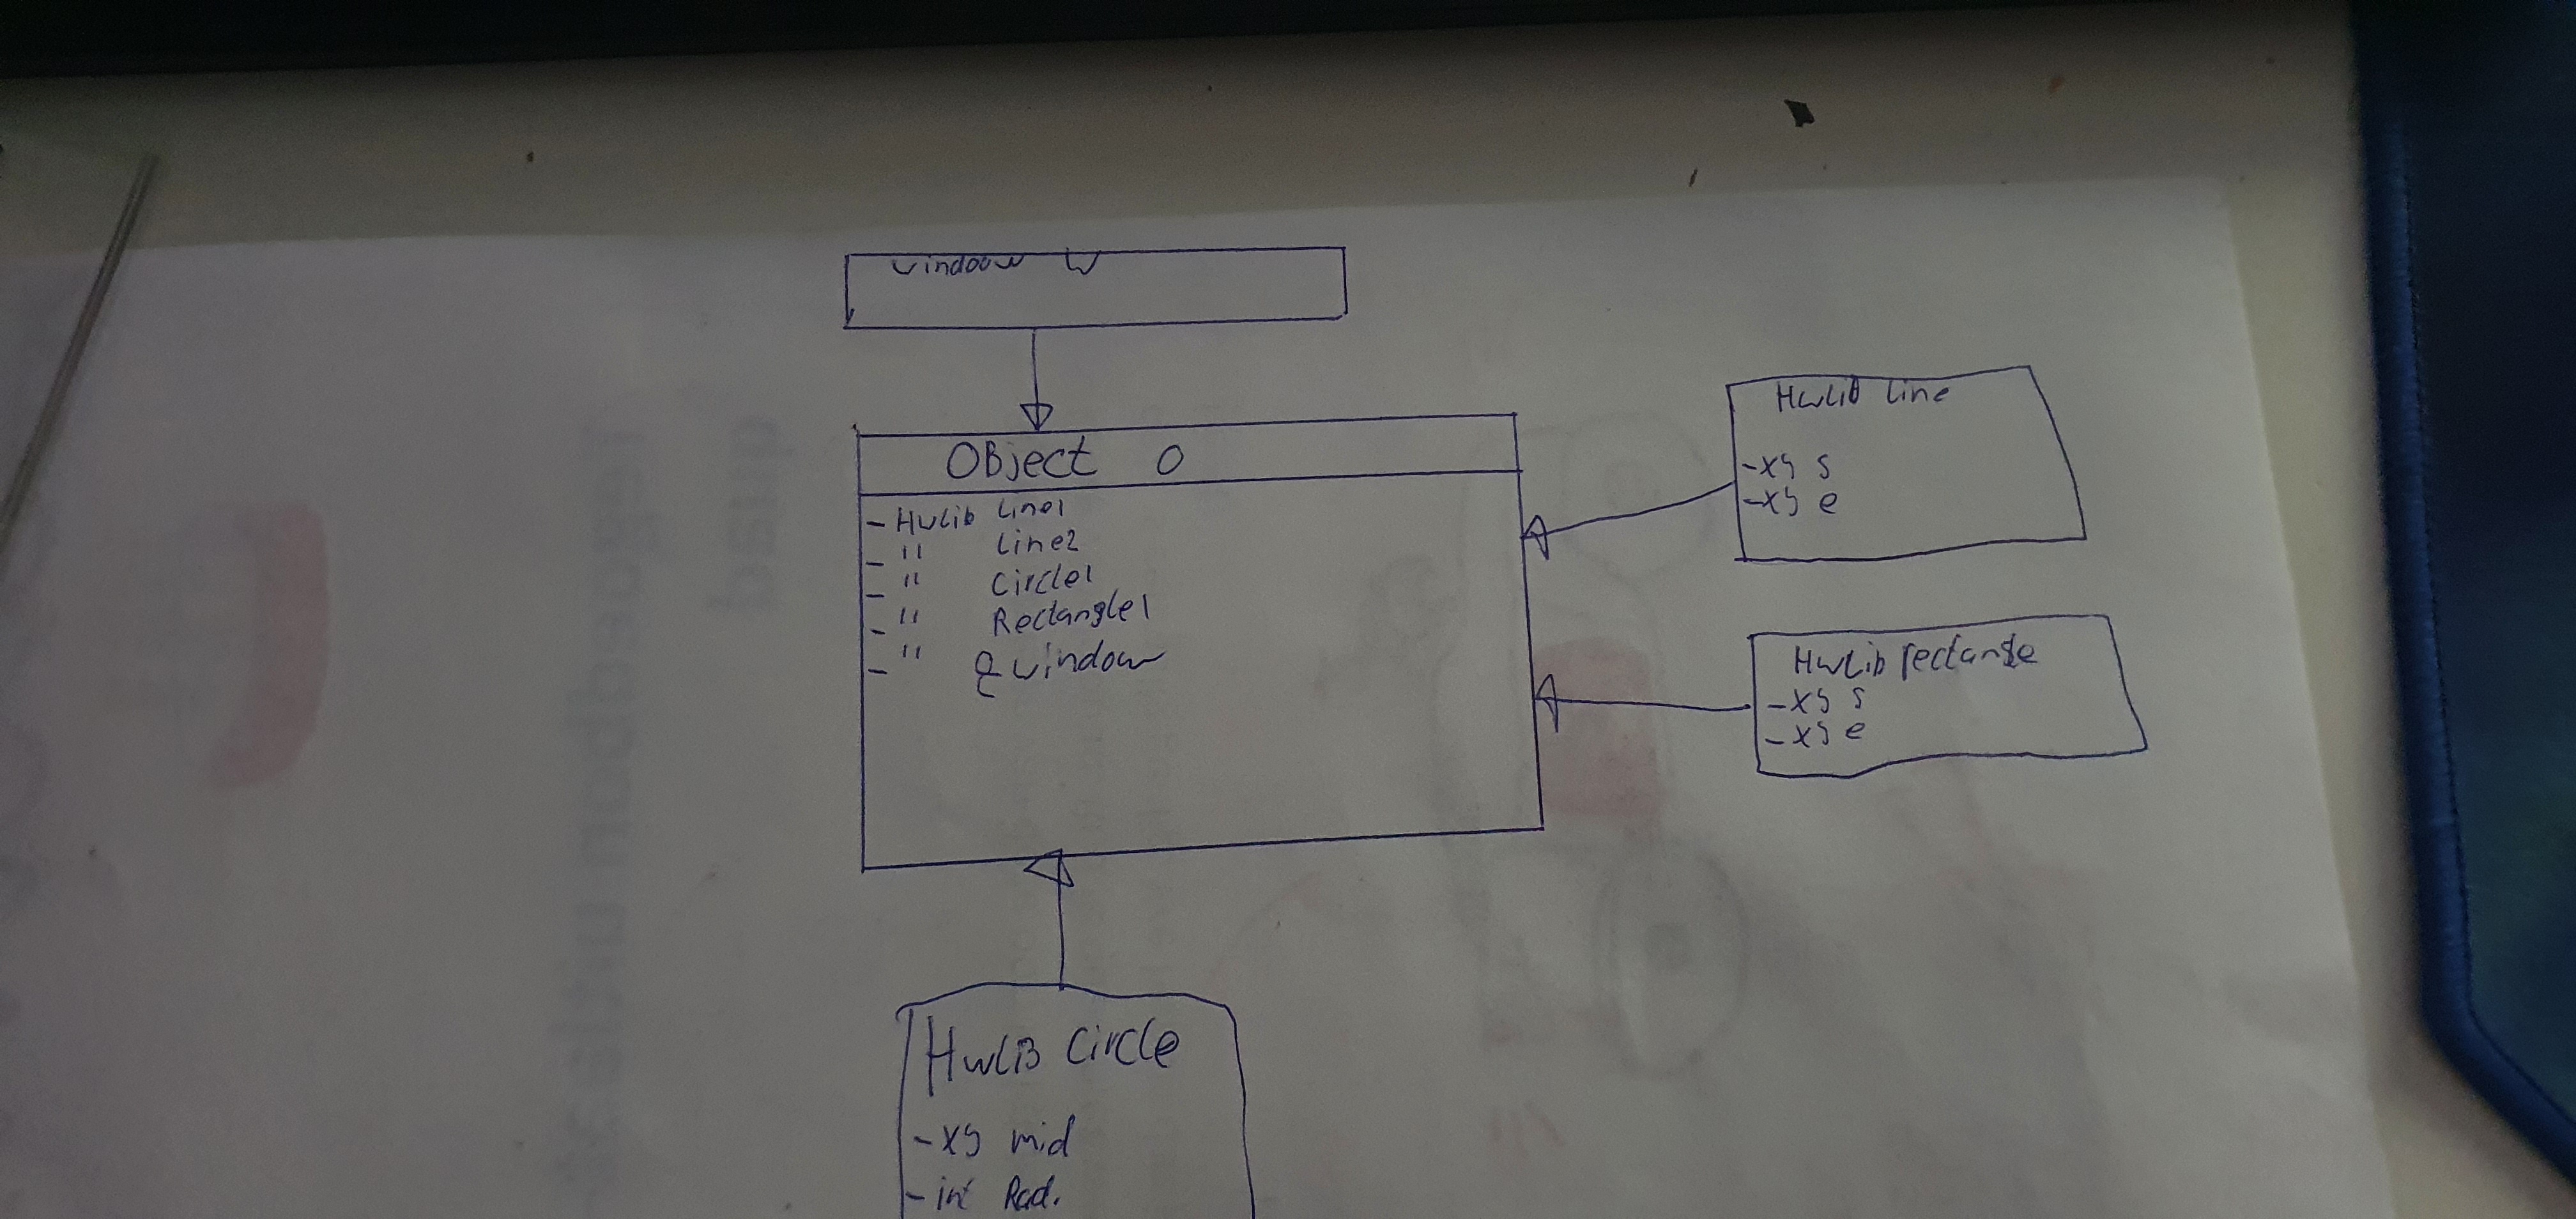 window w
OBject O
- Hwlib Line1
- " Line2
- " Circle1
- " Rectangle1
- " & window
HwLiB Line
- xy s
- xy e
HwLib rectangle
- xy s
- xy e
HwLiB Circle
- xy mid
- int Rad.